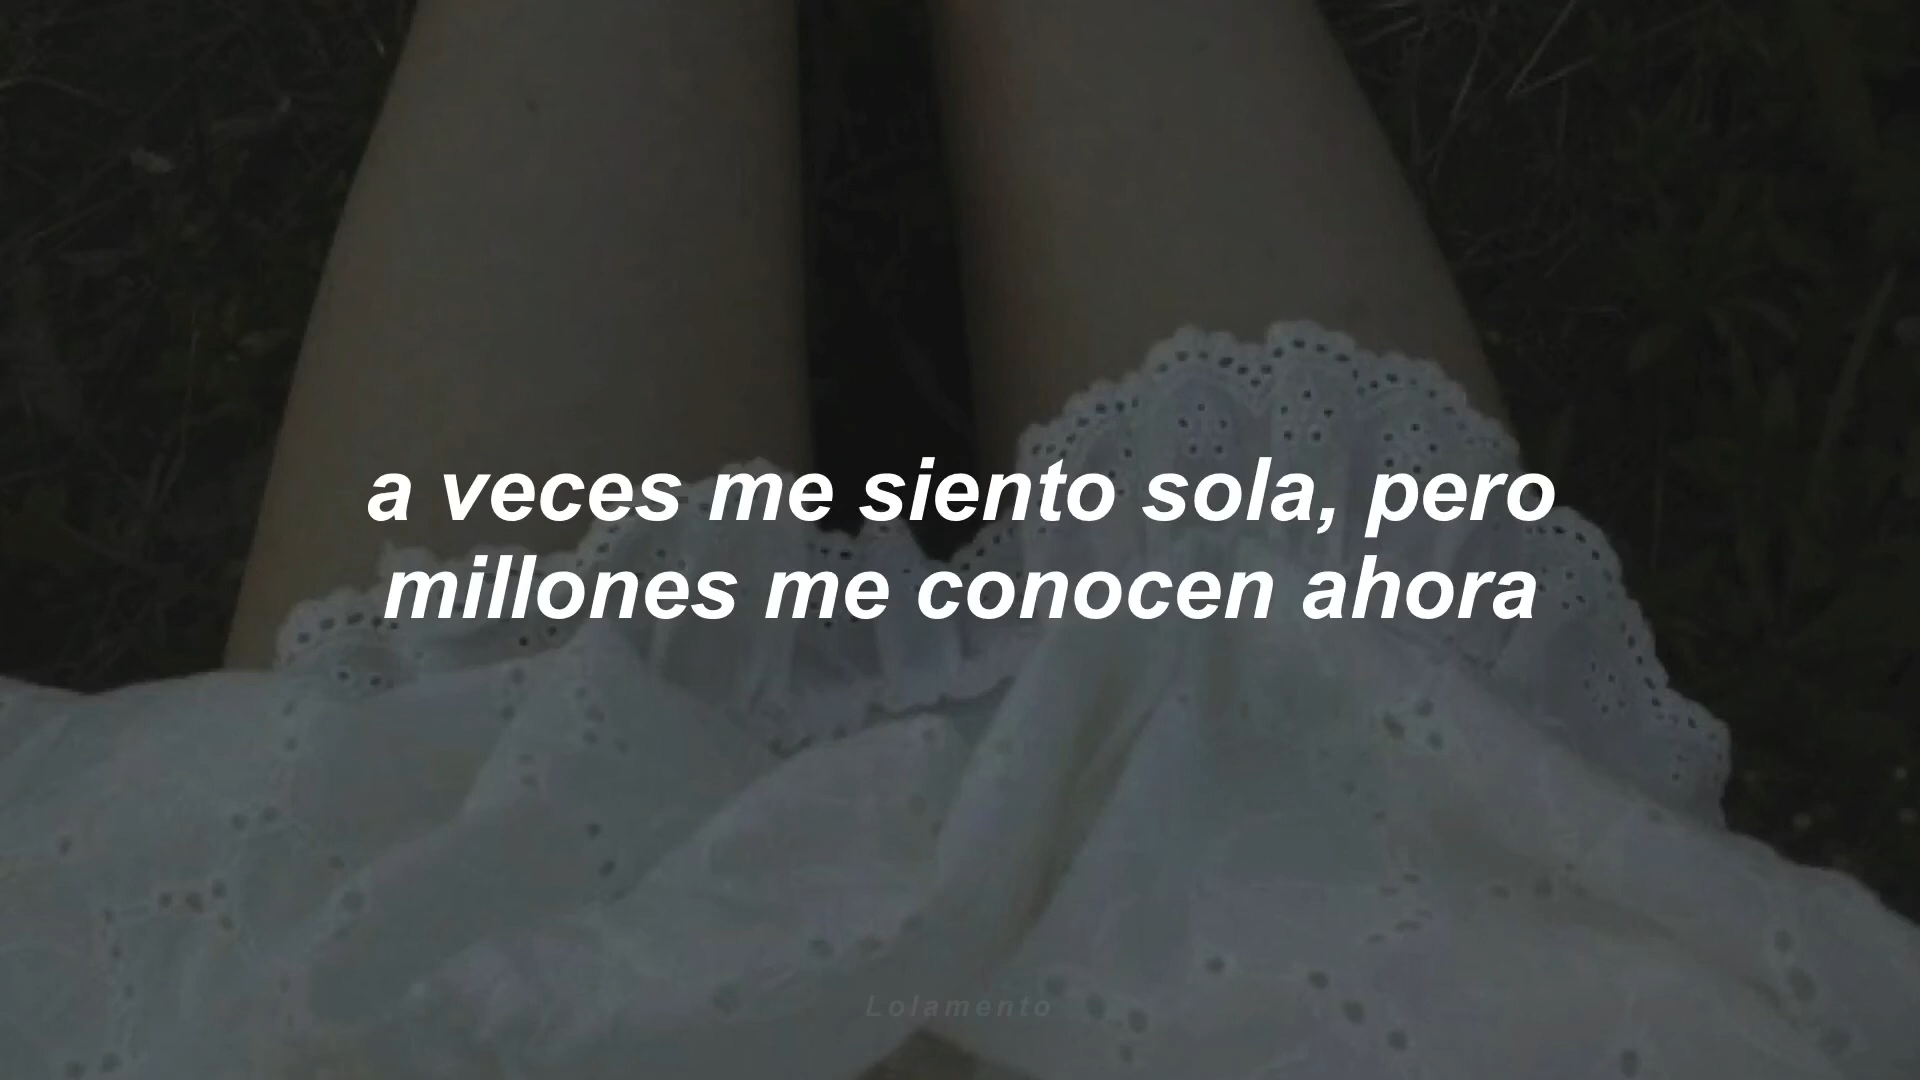 a veces me siento sola, pero
millones me conocen ahora
Lolamento